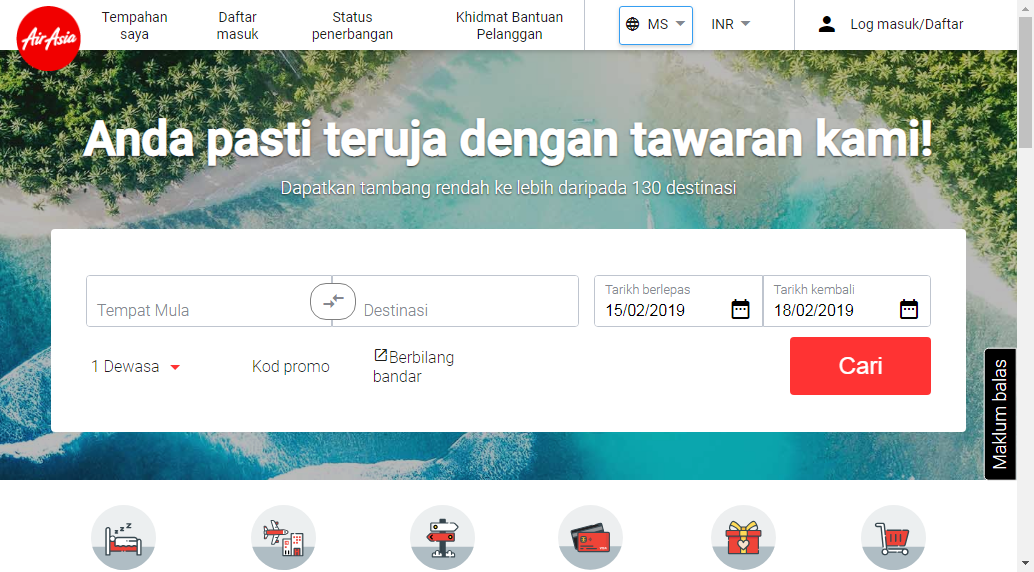 AirAsia
Tempahan
saya
Daftar
masuk
Status
penerbangan
Khidmat Bantuan
Pelanggan
MS
INR
Log masuk/Daftar
Anda pasti teruja dengan tawaran kami!
Dapatkan tambang rendah ke lebih daripada 130 destinasi
Tempat Mula
Destinasi
Tarikh berlepas
15/02/2019
Tarikh kembali
18/02/2019
1 Dewasa
Kod promo
Berbilang
bandar
Cari
Maklum balas